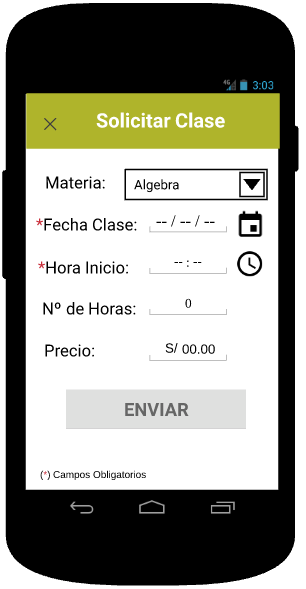 4G 3:03
Solicitar Clase
Materia: Algebra
*Fecha Clase: -- / -- / --
*Hora Inicio: -- : --
Nº de Horas: 0
Precio: S/ 00.00
ENVIAR
(*) Campos Obligatorios